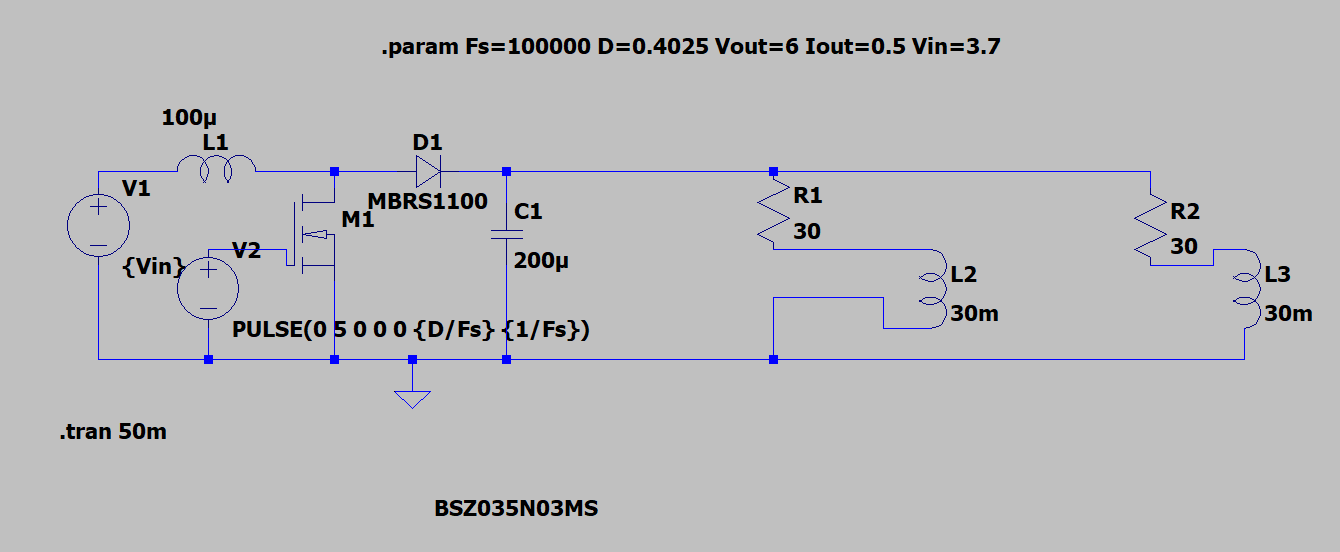 .param Fs=100000 D=0.4025 Vout=6 Iout=0.5 Vin=3.7
100µ
L1
D1
V1
MBRS1100
R1
C1
M1
R2
30
V2
30
{Vin}
200µ
L2
L3
30m
30m
PULSE(0 5 0 0 0 {D/Fs} {1/Fs})
.tran 50m
BSZ035N03MS